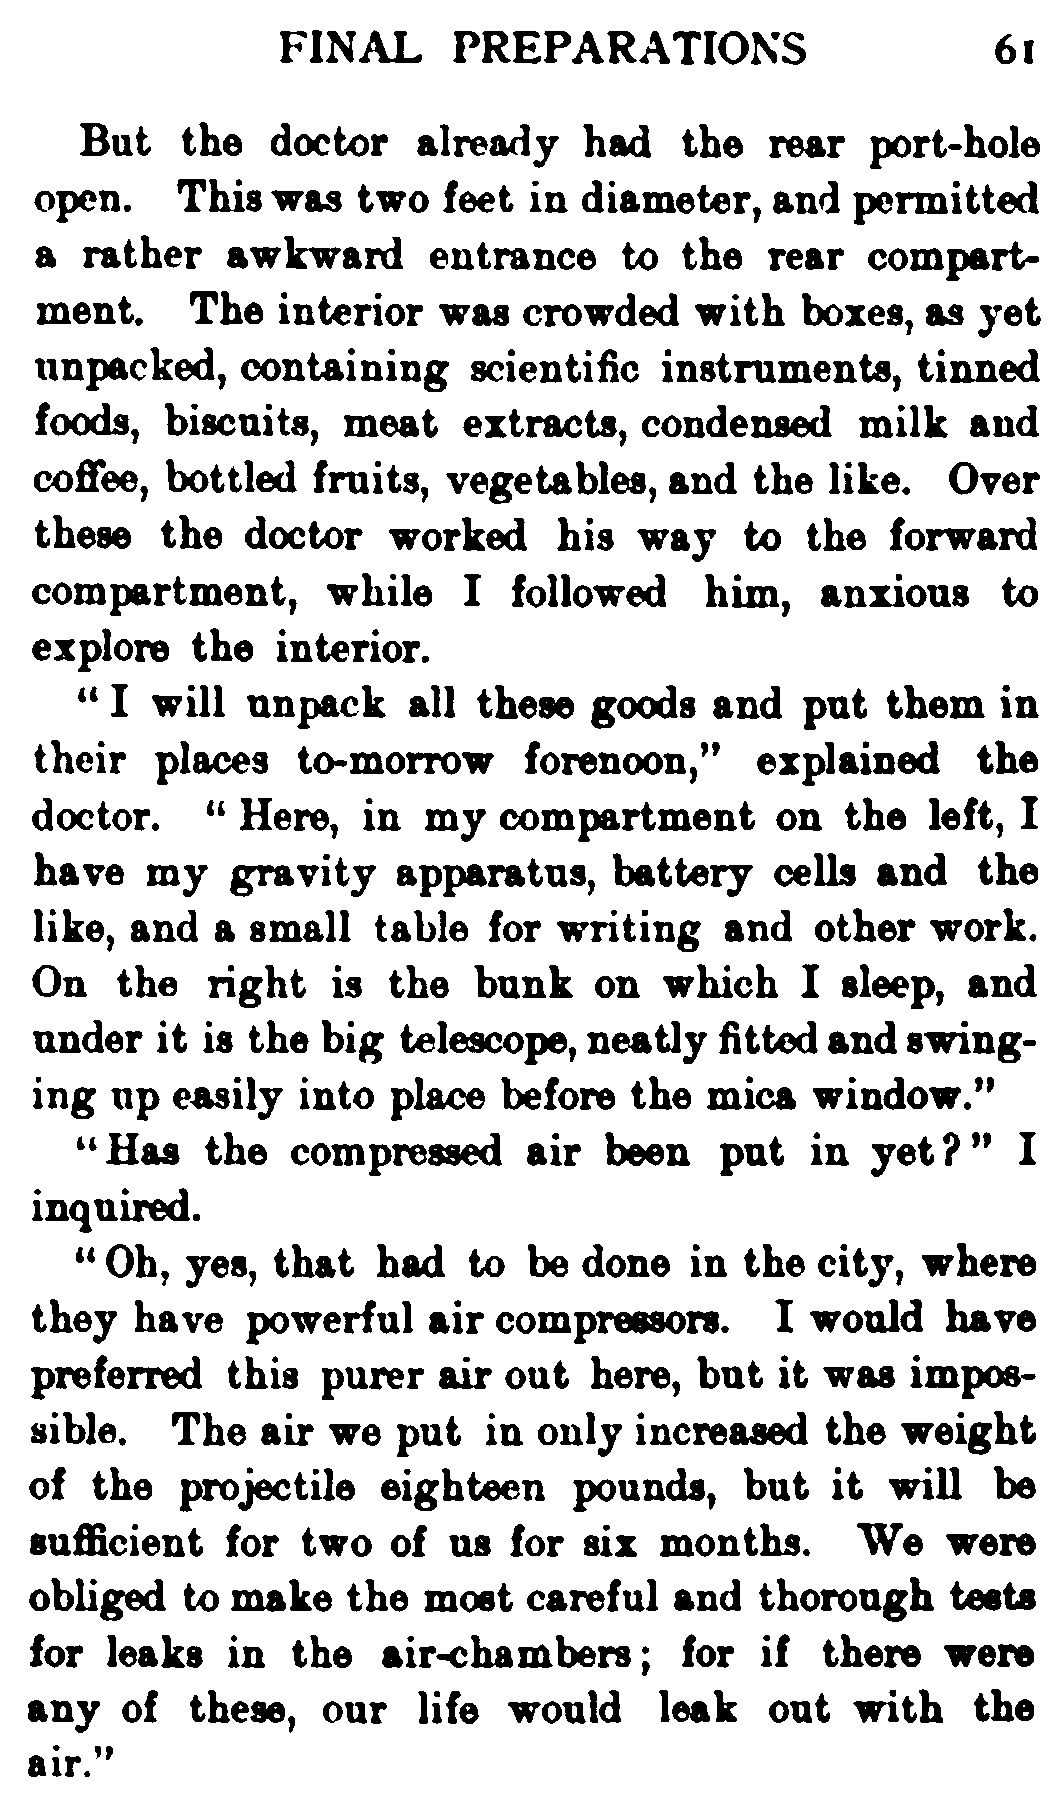 FINAL PREPARATIONS 61
But the doctor already had the rear port-hole
open. This was two feet in diameter, and permitted
a rather awkward entrance to the rear compart-
ment. The interior was crowded with boxes, as yet
unpacked, containing scientific instruments, tinned
foods, biscuits, meat extracts, condensed milk and
coffee, bottled fruits, vegetables, and the like. Over
these the doctor worked his way to the forward
compartment, while I followed him, anxious to
explore the interior.
“I will unpack all these goods and put them in
their places to-morrow forenoon,” explained the
doctor. “Here, in my compartment on the left, I
have my gravity apparatus, battery cells and the
like, and a small table for writing and other work.
On the right is the bunk on which I sleep, and
under it is the big telescope, neatly fitted and swing-
ing up easily into place before the mica window.”
“Has the compressed air been put in yet?” I
inquired.
“Oh, yes, that had to be done in the city, where
they have powerful air compressors. I would have
preferred this purer air out here, but it was impos-
sible. The air we put in only increased the weight
of the projectile eighteen pounds, but it will be
sufficient for two of us for six months. We were
obliged to make the most careful and thorough tests
for leaks in the air-chambers; for if there were
any of these, our life would leak out with the
air.”